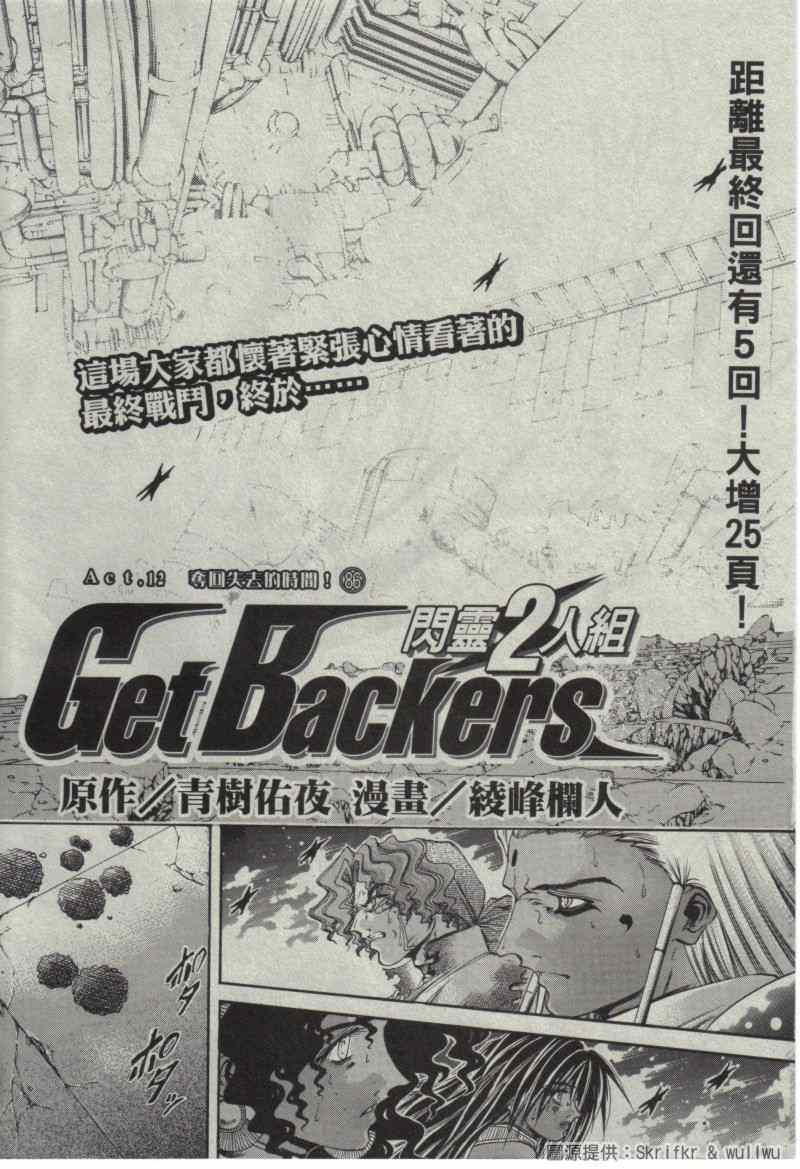 距離最終回還有5回！大增25頁！
這場大家都懷著緊張心情看著的
最終戰鬥，終於⋯⋯
Act.12 奪回失去的時間！86
閃靈2人組
GetBackers
原作／青樹佑夜 漫畫／綾峰欄人
ポタ
ポタッ
圖源提供：Skrifkr & wullwu